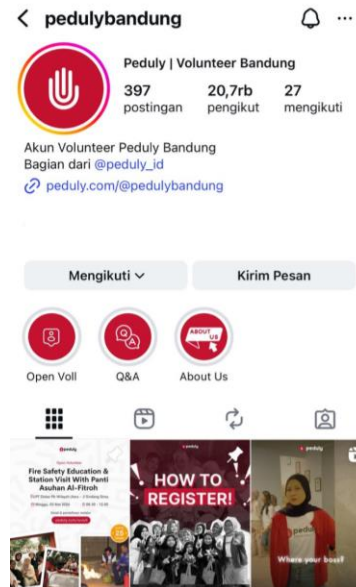 pedulybandung
Peduly | Volunteer Bandung
397 20,7rb 27
postingan pengikut mengikuti
Akun Volunteer Peduly Bandung
Bagian dari @peduly_id
peduly.com/@pedulybandung
Mengikuti
Kirim Pesan
Q&A
ABOUT US
Open Voll
Q&A
About Us
peduly
Fire Safety Education &
Station Visit With Panti
Asuhan Al-Fitroh
peduly
HOW TO
REGISTER!
peduly
pedu
Where your boss?